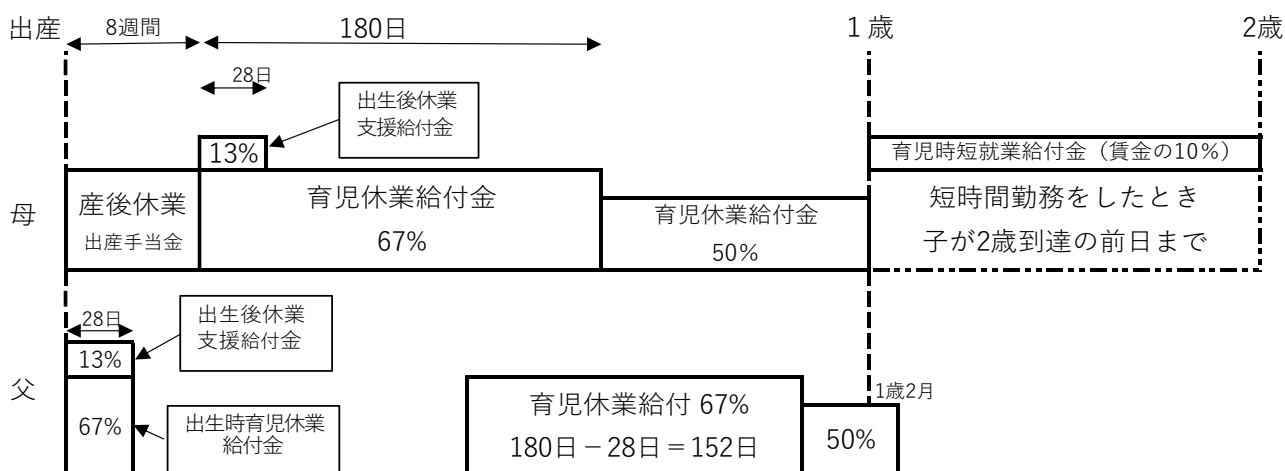 出産
8週間
180日
1歳
2歳
28日
出生後休業
支援給付金
13%
育児時短就業給付金（賃金の10％）
母
産後休業
出産手当金
育児休業給付金
67%
育児休業給付金
50%
短時間勤務をしたとき
子が2歳到達の前日まで
28日
出生後休業
支援給付金
13%
父
67%
出生時育児休業
給付金
育児休業給付 67%
180日－28日＝152日
1歳2月
50%